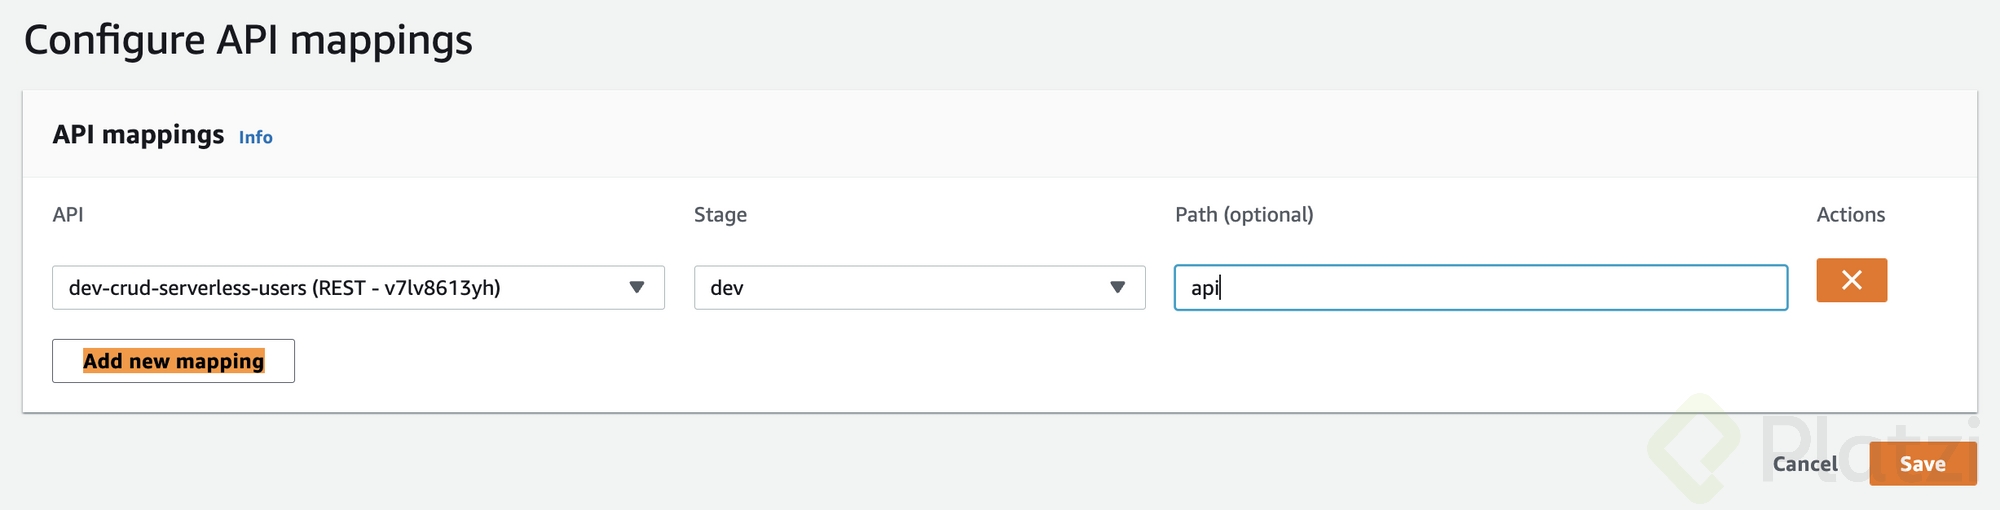 Configure API mappings
API mappings Info
API Stage Path (optional) Actions
dev-crud-serverless-users (REST - v7lv8613yh) dev api
Add new mapping
Platzi
Cancel Save